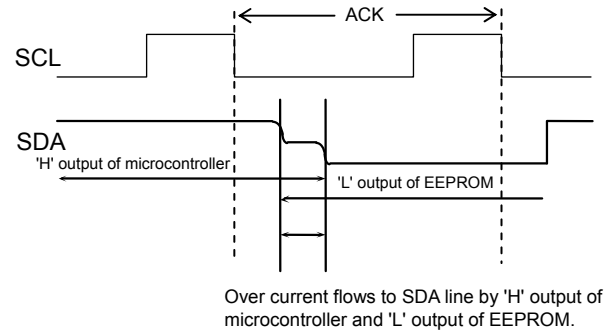 ACK
SCL
SDA
'H' output of microcontroller
'L' output of EEPROM
Over current flows to SDA line by 'H' output of
microcontroller and 'L' output of EEPROM.